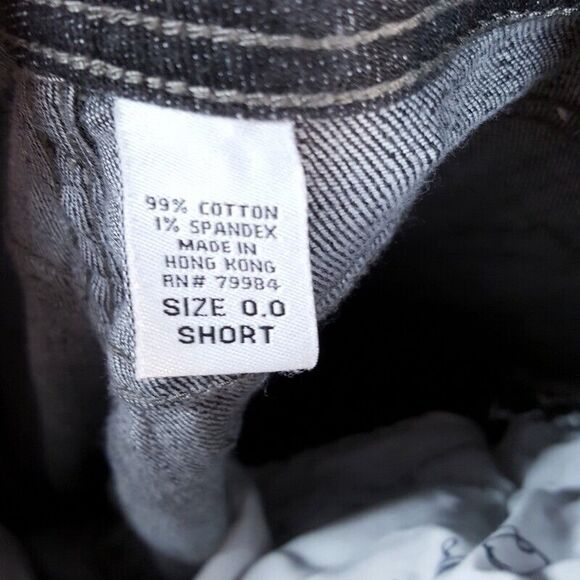 99% COTTON
1% SPANDEX
MADE IN
HONG KONG
RN# 79984
SIZE 0.0
SHORT